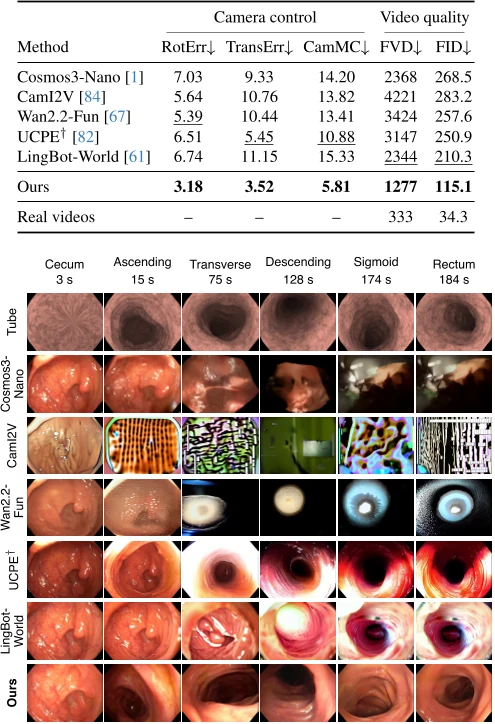 Camera control Video quality
Method RotErr↓ TransErr↓ CamMC↓ FVD↓ FID↓
Cosmos3-Nano [1] 7.03 9.33 14.20 2368 268.5
CamI2V [84] 5.64 10.76 13.82 4221 283.2
Wan2.2-Fun [67] 5.39 10.44 13.41 3424 257.6
UCPE† [82] 6.51 5.45 10.88 3147 250.9
LingBot-World [61] 6.74 11.15 15.33 2344 210.3
Ours 3.18 3.52 5.81 1277 115.1
Real videos – – – 333 34.3
Cecum Ascending Transverse Descending Sigmoid Rectum
3 s 15 s 75 s 128 s 174 s 184 s
Tube
Cosmos3-
Nano
CamI2V
Wan2.2-
Fun
UCPE†
LingBot-
World
Ours